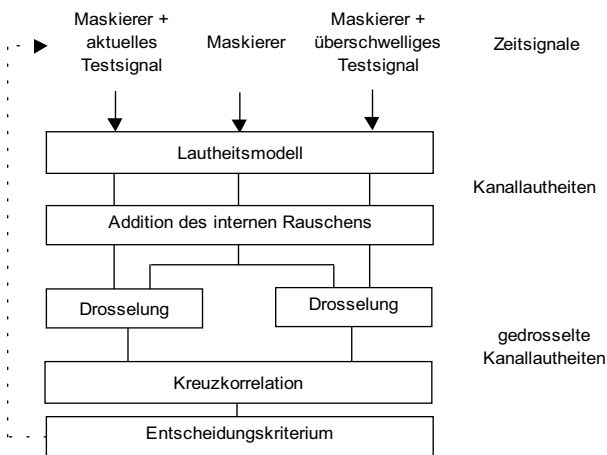 Maskierer +
aktuelles
Testsignal
Maskierer
Maskierer +
überschwelliges
Testsignal
Zeitsignale
Lautheitsmodell
Kanallautheiten
Addition des internen Rauschens
Drosselung
Drosselung
gedrosselte
Kanallautheiten
Kreuzkorrelation
Entscheidungskriterium